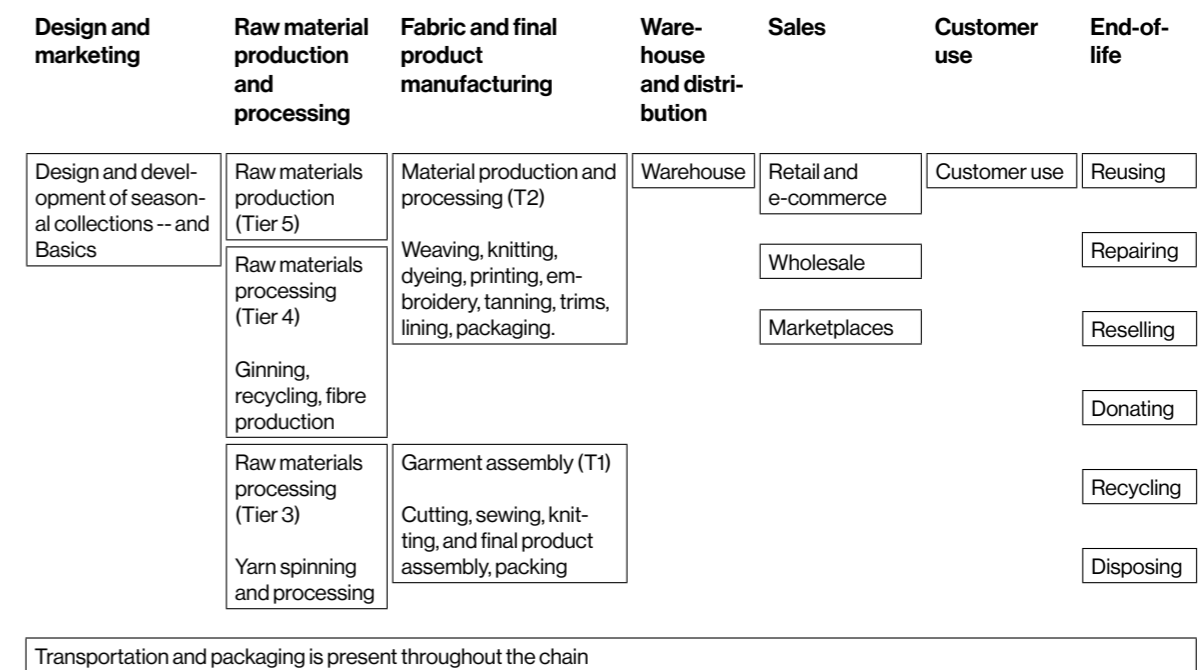 Design and
marketing
Raw material
production
and
processing
Fabric and final
product
manufacturing
Ware-
house
and distri-
bution
Sales
Customer
use
End-of-
life
Design and devel-
opment of season-
al collections -- and
Basics
Raw materials
production
(Tier 5)
Raw materials
processing
(Tier 4)
Ginning,
recycling, fibre
production
Raw materials
processing
(Tier 3)
Yarn spinning
and processing
Material production and
processing (T2)
Weaving, knitting,
dyeing, printing, em-
broidery, tanning, trims,
lining, packaging.
Garment assembly (T1)
Cutting, sewing, knit-
ting, and final product
assembly, packing
Warehouse
Retail and
e-commerce
Wholesale
Marketplaces
Customer use
Reusing
Repairing
Reselling
Donating
Recycling
Disposing
Transportation and packaging is present throughout the chain